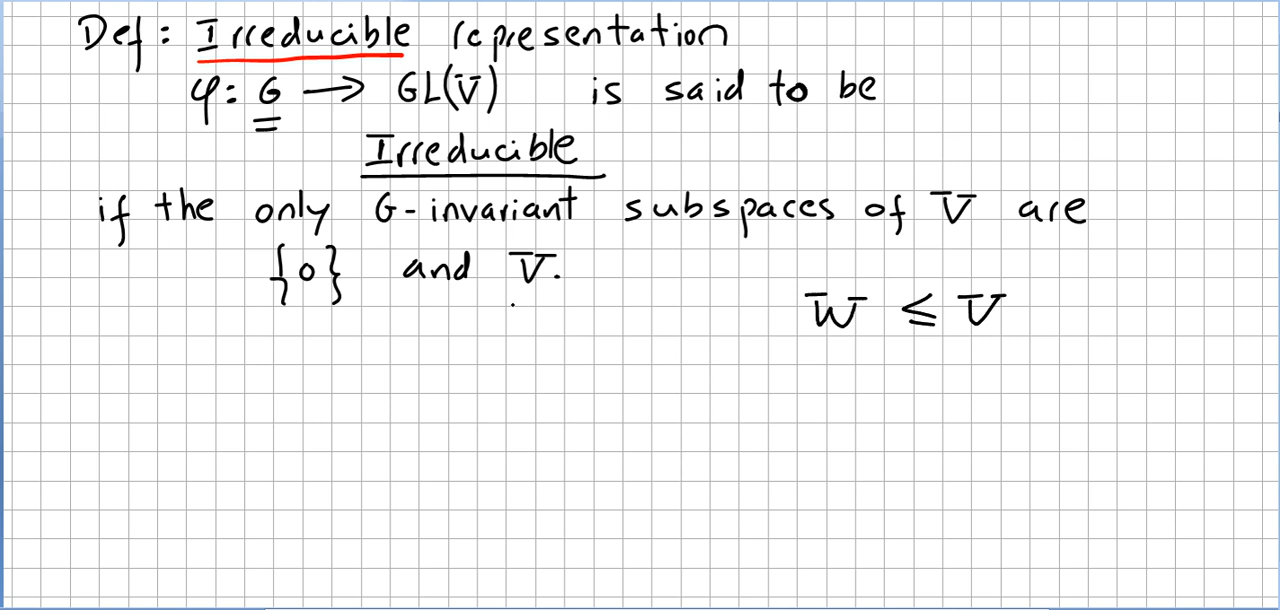 Def: Irreducible representation
φ: G → GL(V) is said to be
Irreducible
if the only G-invariant subspaces of V are
{0} and V.
W ≤ V